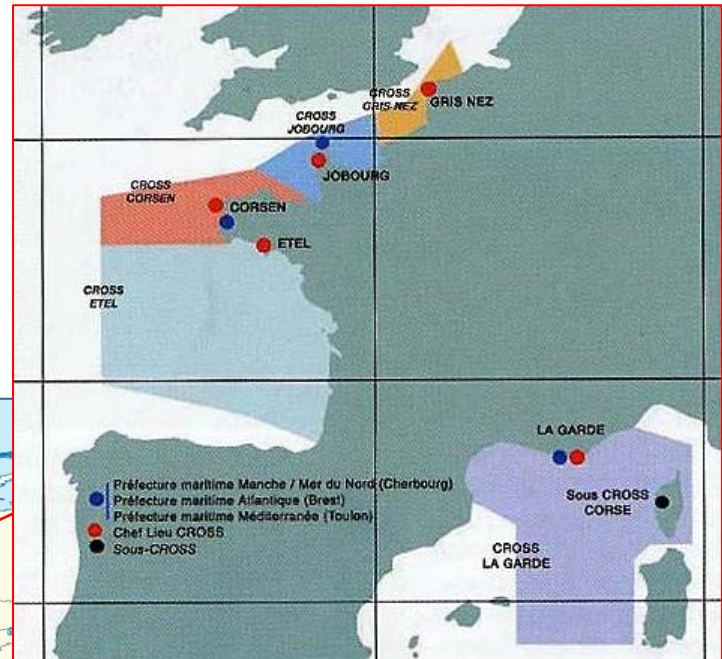 CROSS
GRIS-NEZ
GRIS NEZ
CROSS
JOBOURG
JOBOURG
CROSS
CORSEN
CORSEN
ETEL
CROSS
ETEL
LA GARDE
Sous CROSS
CORSE
CROSS
LA GARDE
Préfecture maritime Manche / Mer du Nord (Cherbourg)
Préfecture maritime Atlantique (Brest)
Préfecture maritime Méditerranée (Toulon)
Chef Lieu CROSS
Sous-CROSS